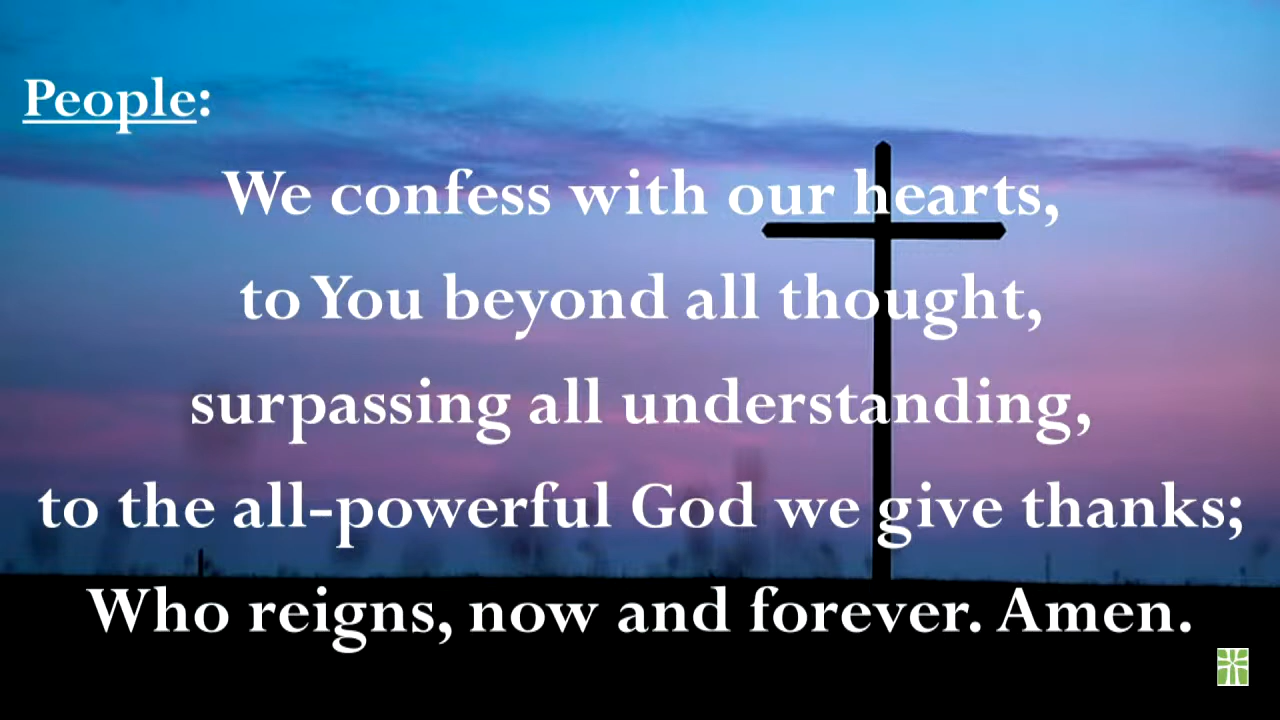 People:
We confess with our hearts,
to You beyond all thought,
surpassing all understanding,
to the all-powerful God we give thanks;
Who reigns, now and forever. Amen.